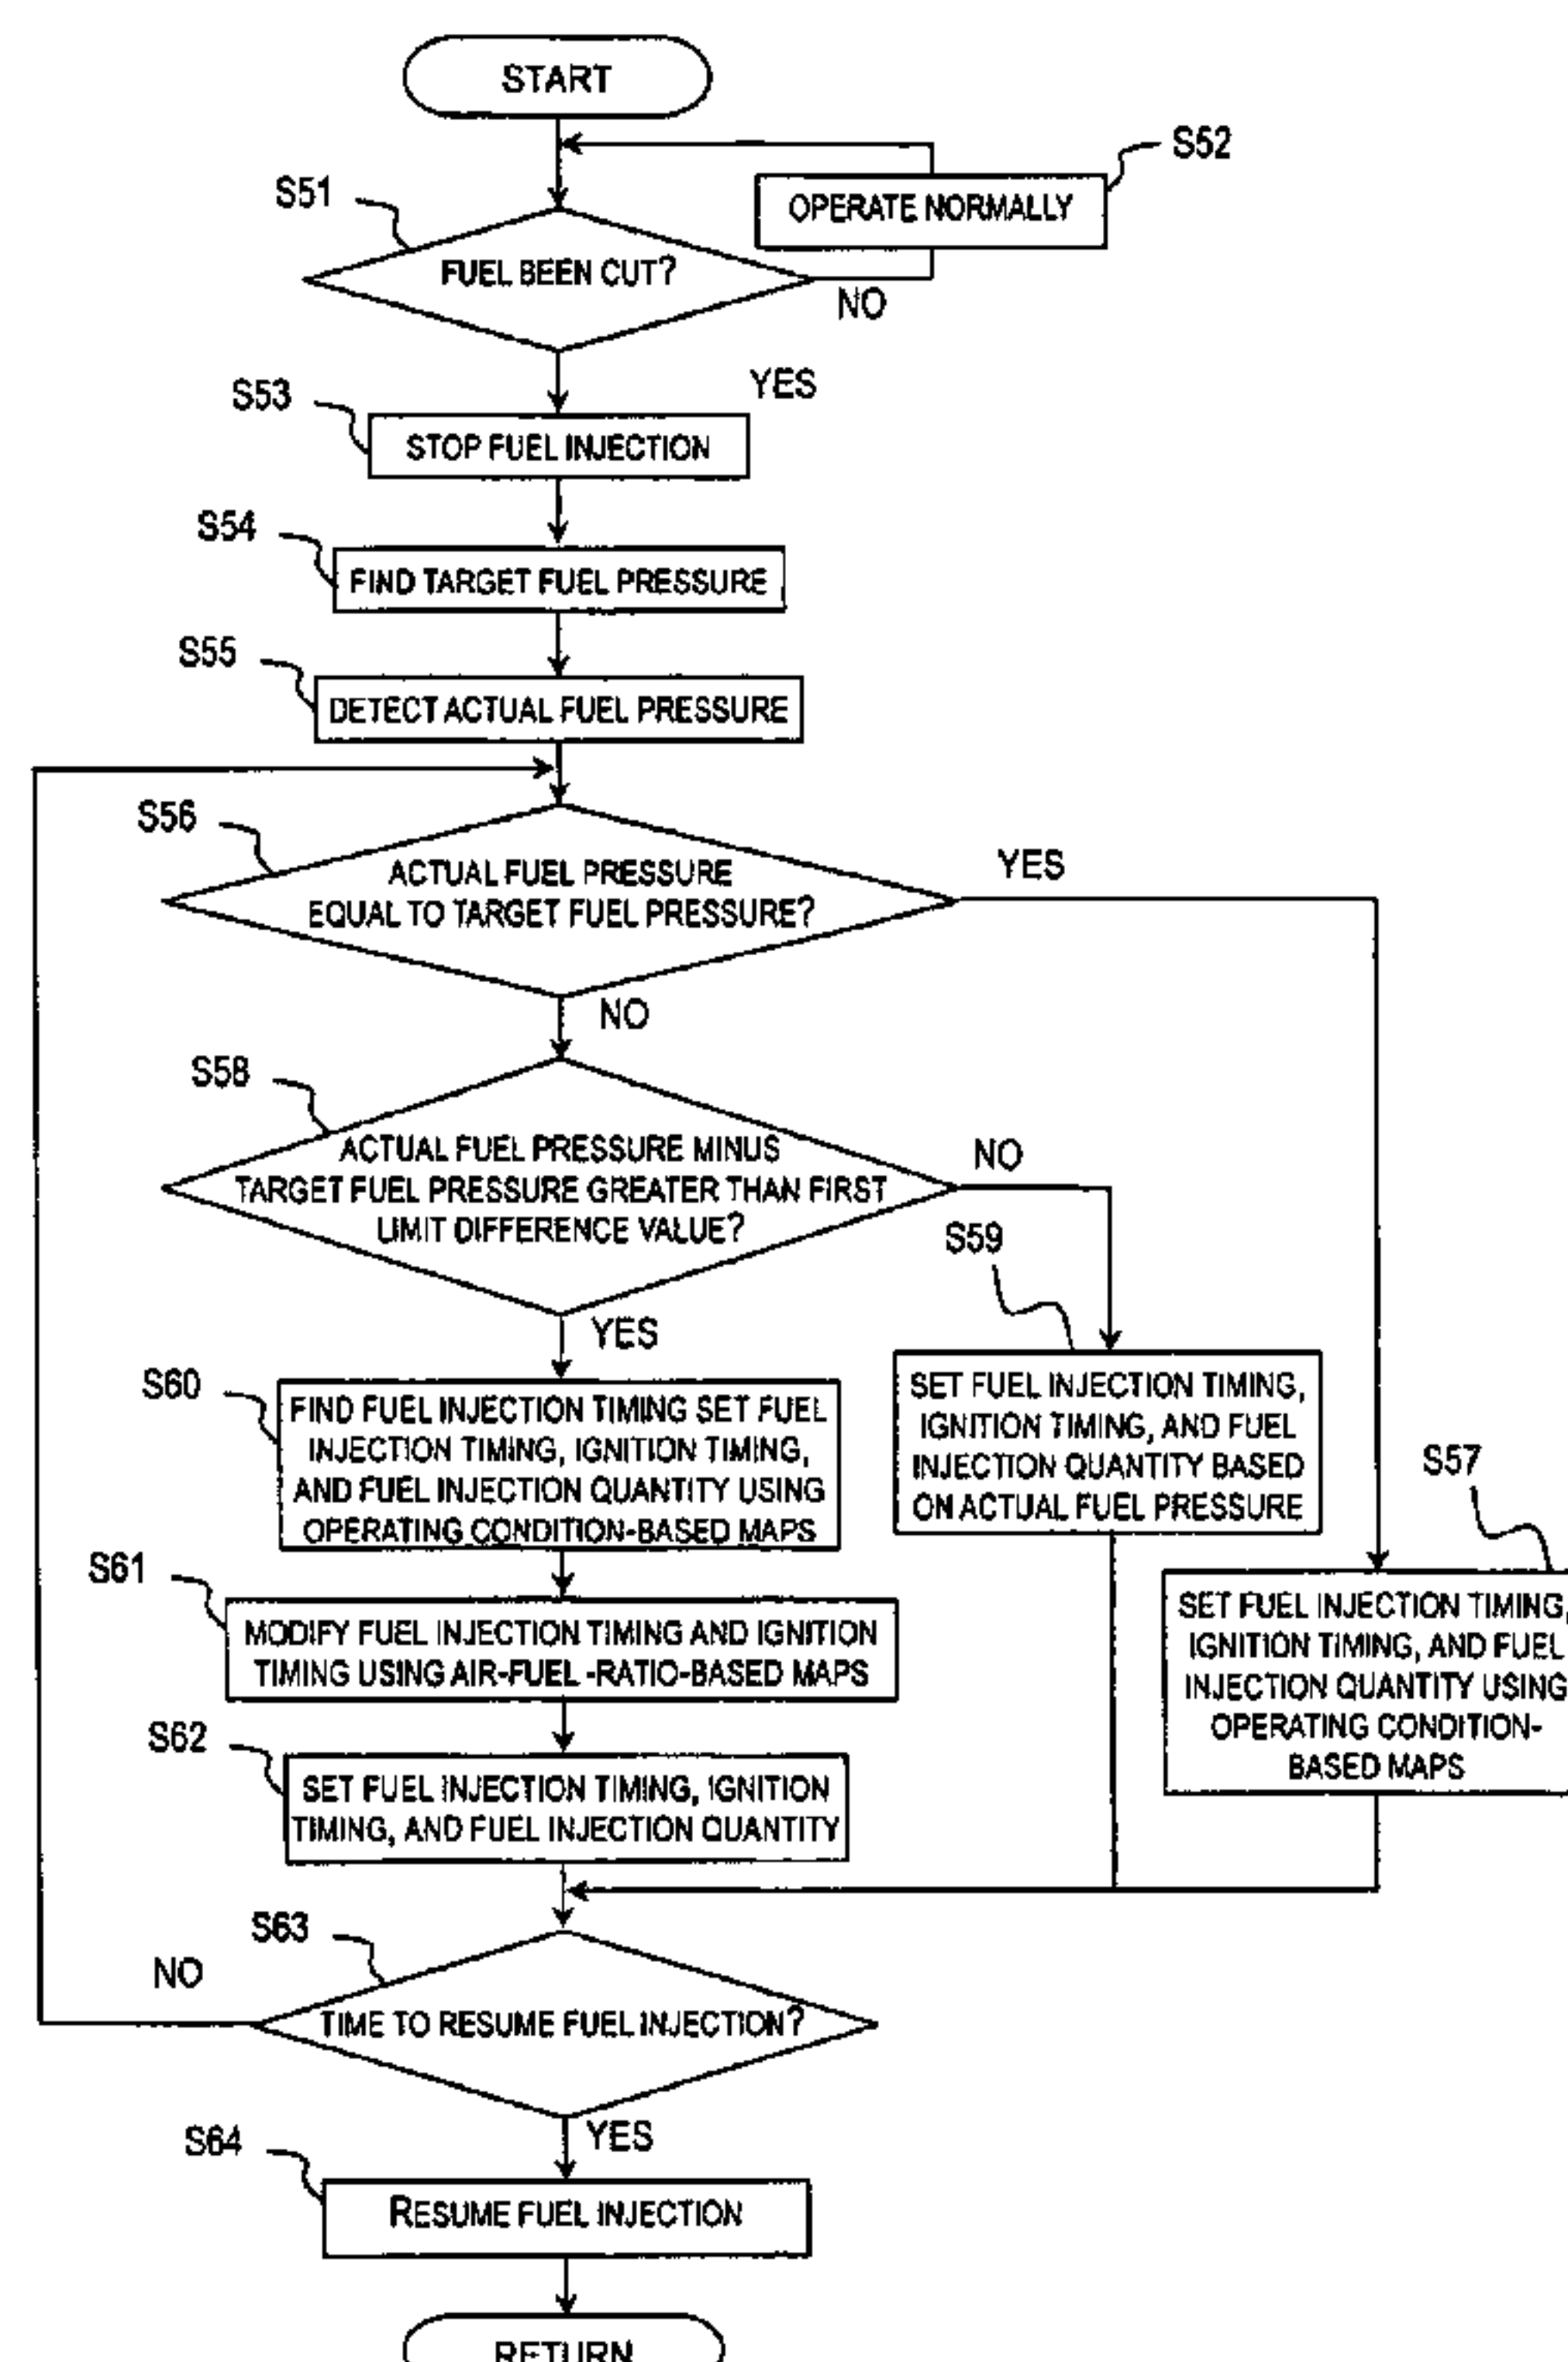 START
S52
OPERATE NORMALLY
S51
FUEL BEEN CUT?
NO
YES
S53
STOP FUEL INJECTION
S54
FIND TARGET FUEL PRESSURE
S55
DETECT ACTUAL FUEL PRESSURE
S56
ACTUAL FUEL PRESSURE
EQUAL TO TARGET FUEL PRESSURE?
YES
NO
S58
ACTUAL FUEL PRESSURE MINUS
TARGET FUEL PRESSURE GREATER THAN FIRST
LIMIT DIFFERENCE VALUE?
NO
YES
S59
SET FUEL INJECTION TIMING,
IGNITION TIMING, AND FUEL
INJECTION QUANTITY BASED
ON ACTUAL FUEL PRESSURE
S57
SET FUEL INJECTION TIMING,
IGNITION TIMING, AND FUEL
INJECTION QUANTITY USING
OPERATING CONDITION-
BASED MAPS
S60
FIND FUEL INJECTION TIMING SET FUEL
INJECTION TIMING, IGNITION TIMING,
AND FUEL INJECTION QUANTITY USING
OPERATING CONDITION-BASED MAPS
S61
MODIFY FUEL INJECTION TIMING AND IGNITION
TIMING USING AIR-FUEL -RATIO-BASED MAPS
S62
SET FUEL INJECTION TIMING, IGNITION
TIMING, AND FUEL INJECTION QUANTITY
S63
NO
TIME TO RESUME FUEL INJECTION?
YES
S64
RESUME FUEL INJECTION
RETURN